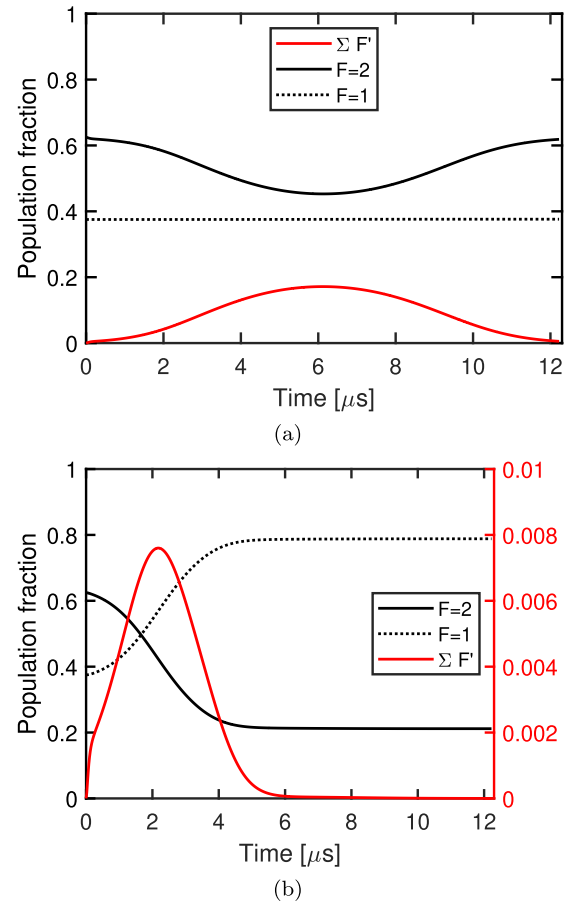 1
0.8
0.6
0.4
0.2
0
Population fraction
Σ F'
F=2
F=1
0 2 4 6 8 10 12
Time [μs]
(a)
1
0.8
0.6
0.4
0.2
0
Population fraction
F=2
F=1
Σ F'
0.01
0.008
0.006
0.004
0.002
0
0 2 4 6 8 10 12
Time [μs]
(b)